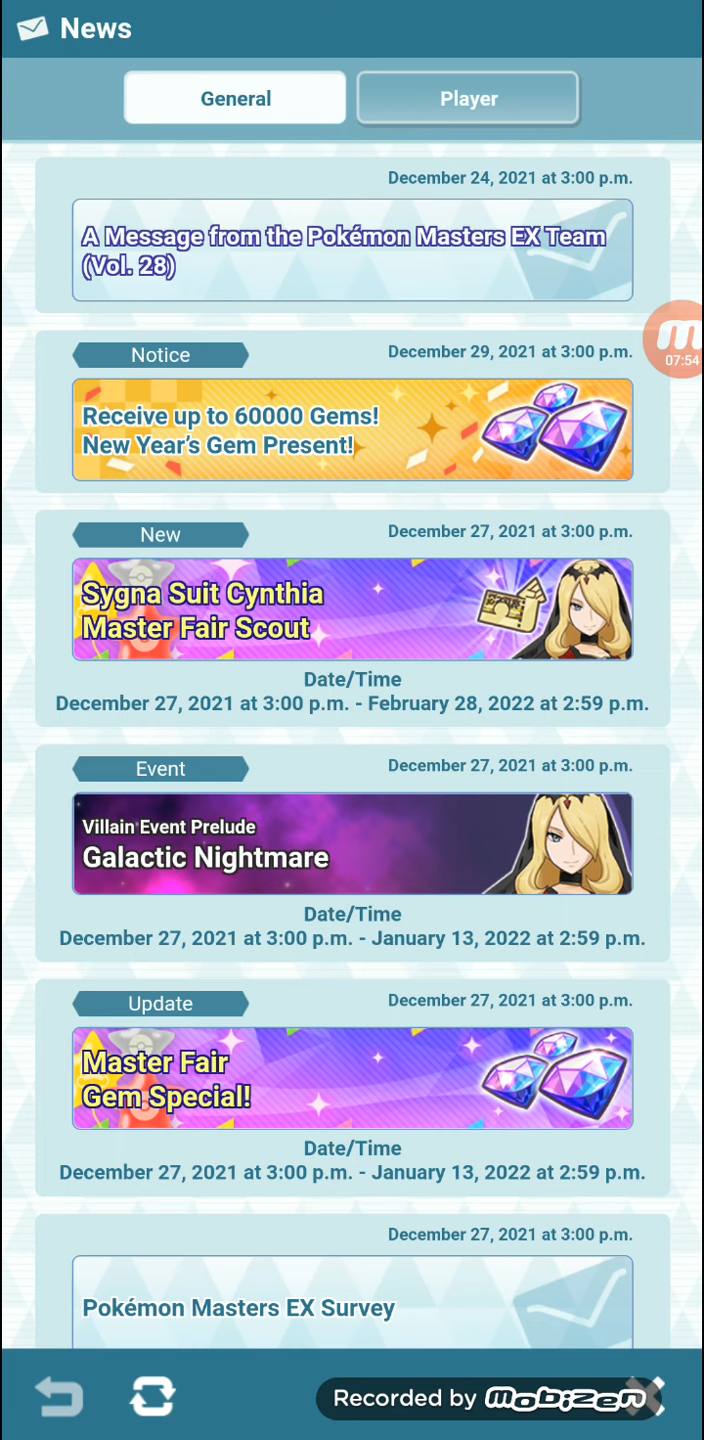 News
General
Player
December 24, 2021 at 3:00 p.m.
A Message from the Pokémon Masters EX Team
(Vol. 28)
07:54
Notice
December 29, 2021 at 3:00 p.m.
Receive up to 60000 Gems!
New Year's Gem Present!
New
December 27, 2021 at 3:00 p.m.
Sygna Suit Cynthia
Master Fair Scout
Date/Time
December 27, 2021 at 3:00 p.m. - February 28, 2022 at 2:59 p.m.
Event
December 27, 2021 at 3:00 p.m.
Villain Event Prelude
Galactic Nightmare
Date/Time
December 27, 2021 at 3:00 p.m. - January 13, 2022 at 2:59 p.m.
Update
December 27, 2021 at 3:00 p.m.
Master Fair
Gem Special!
Date/Time
December 27, 2021 at 3:00 p.m. - January 13, 2022 at 2:59 p.m.
December 27, 2021 at 3:00 p.m.
Pokémon Masters EX Survey
Recorded by mobizen